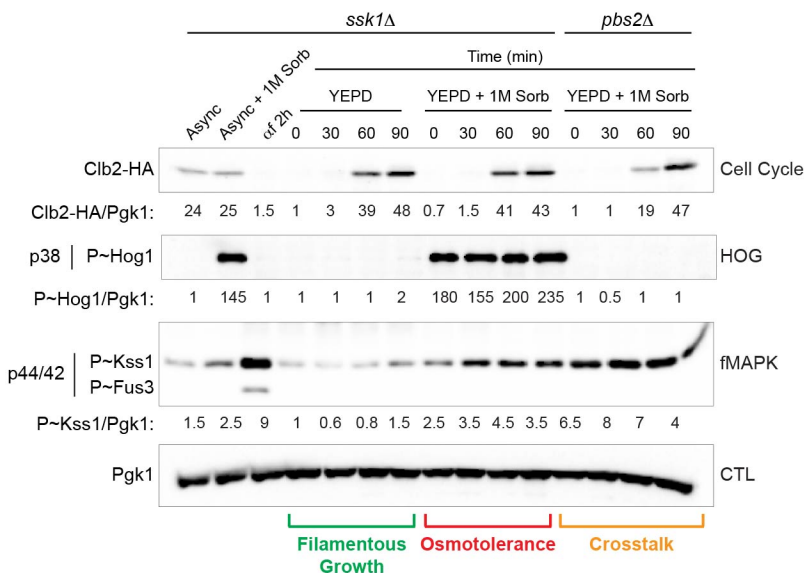 ssk1Δ pbs2Δ
Time (min)
Async
Async + 1M Sorb
αf 2h
YEPD YEPD + 1M Sorb YEPD + 1M Sorb
0 30 60 90 0 30 60 90 0 30 60 90
Clb2-HA Cell Cycle
Clb2-HA/Pgk1: 24 25 1.5 1 3 39 48 0.7 1.5 41 43 1 1 19 47
p38 P~Hog1 HOG
P~Hog1/Pgk1: 1 145 1 1 1 1 2 180 155 200 235 1 0.5 1 1
p44/42 P~Kss1 fMAPK
P~Fus3
P~Kss1/Pgk1: 1.5 2.5 9 1 0.6 0.8 1.5 2.5 3.5 4.5 3.5 6.5 8 7 4
Pgk1 CTL
Filamentous Osmotolerance Crosstalk
Growth